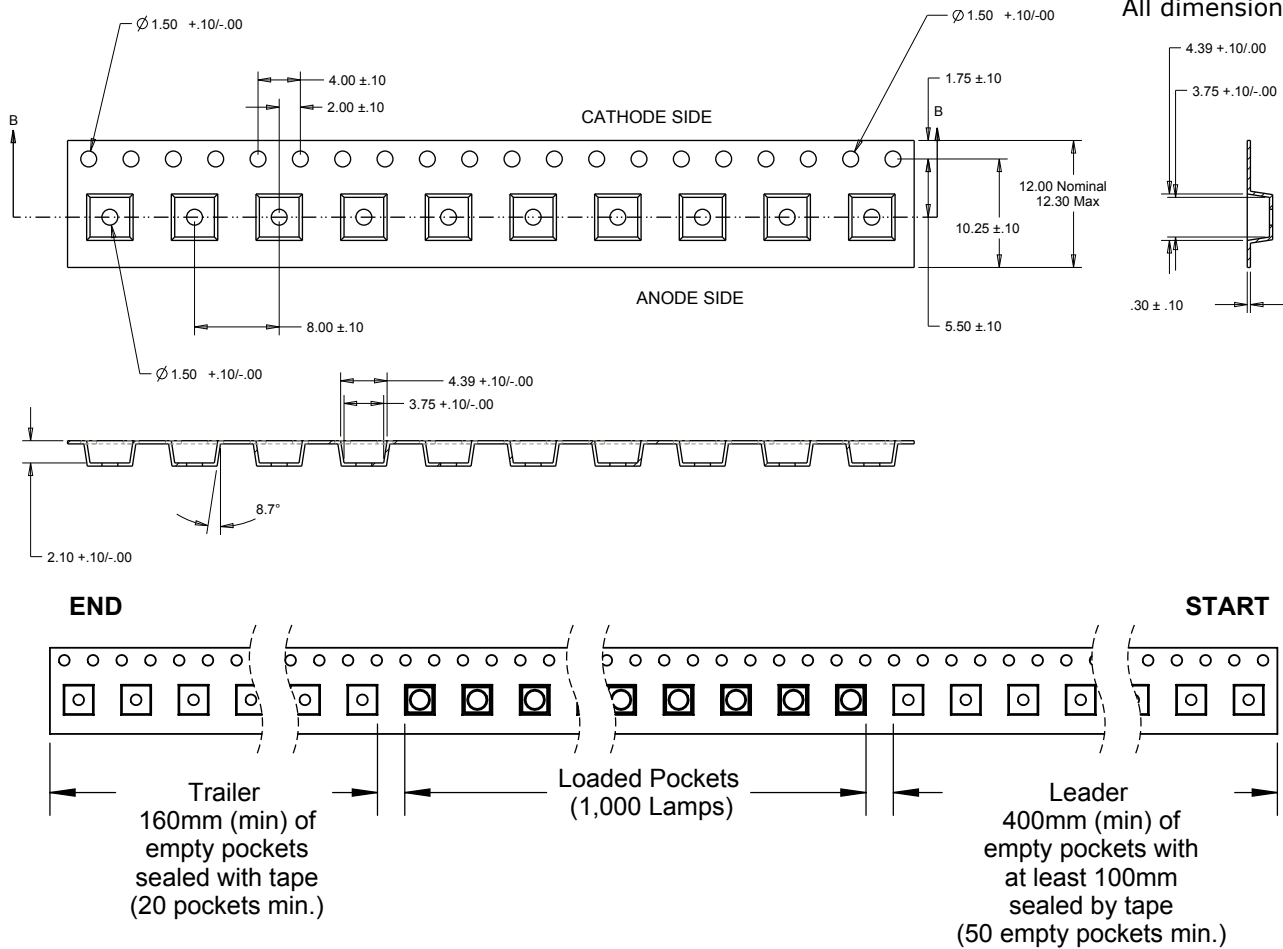 All dimension
Ø 1.50 +.10/-.00
Ø 1.50 +.10/-00
4.39 +.10/.00
4.00 ±.10
1.75 ±.10
3.75 +.10/-.00
2.00 ±.10
B
B
CATHODE SIDE
12.00 Nominal
12.30 Max
10.25 ±.10
ANODE SIDE
.30 ± .10
8.00 ±.10
5.50 ±.10
Ø 1.50 +.10/-.00
4.39 +.10/-.00
3.75 +.10/-.00
8.7°
2.10 +.10/-.00
END
START
Trailer
160mm (min) of
empty pockets
sealed with tape
(20 pockets min.)
Loaded Pockets
(1,000 Lamps)
Leader
400mm (min) of
empty pockets with
at least 100mm
sealed by tape
(50 empty pockets min.)